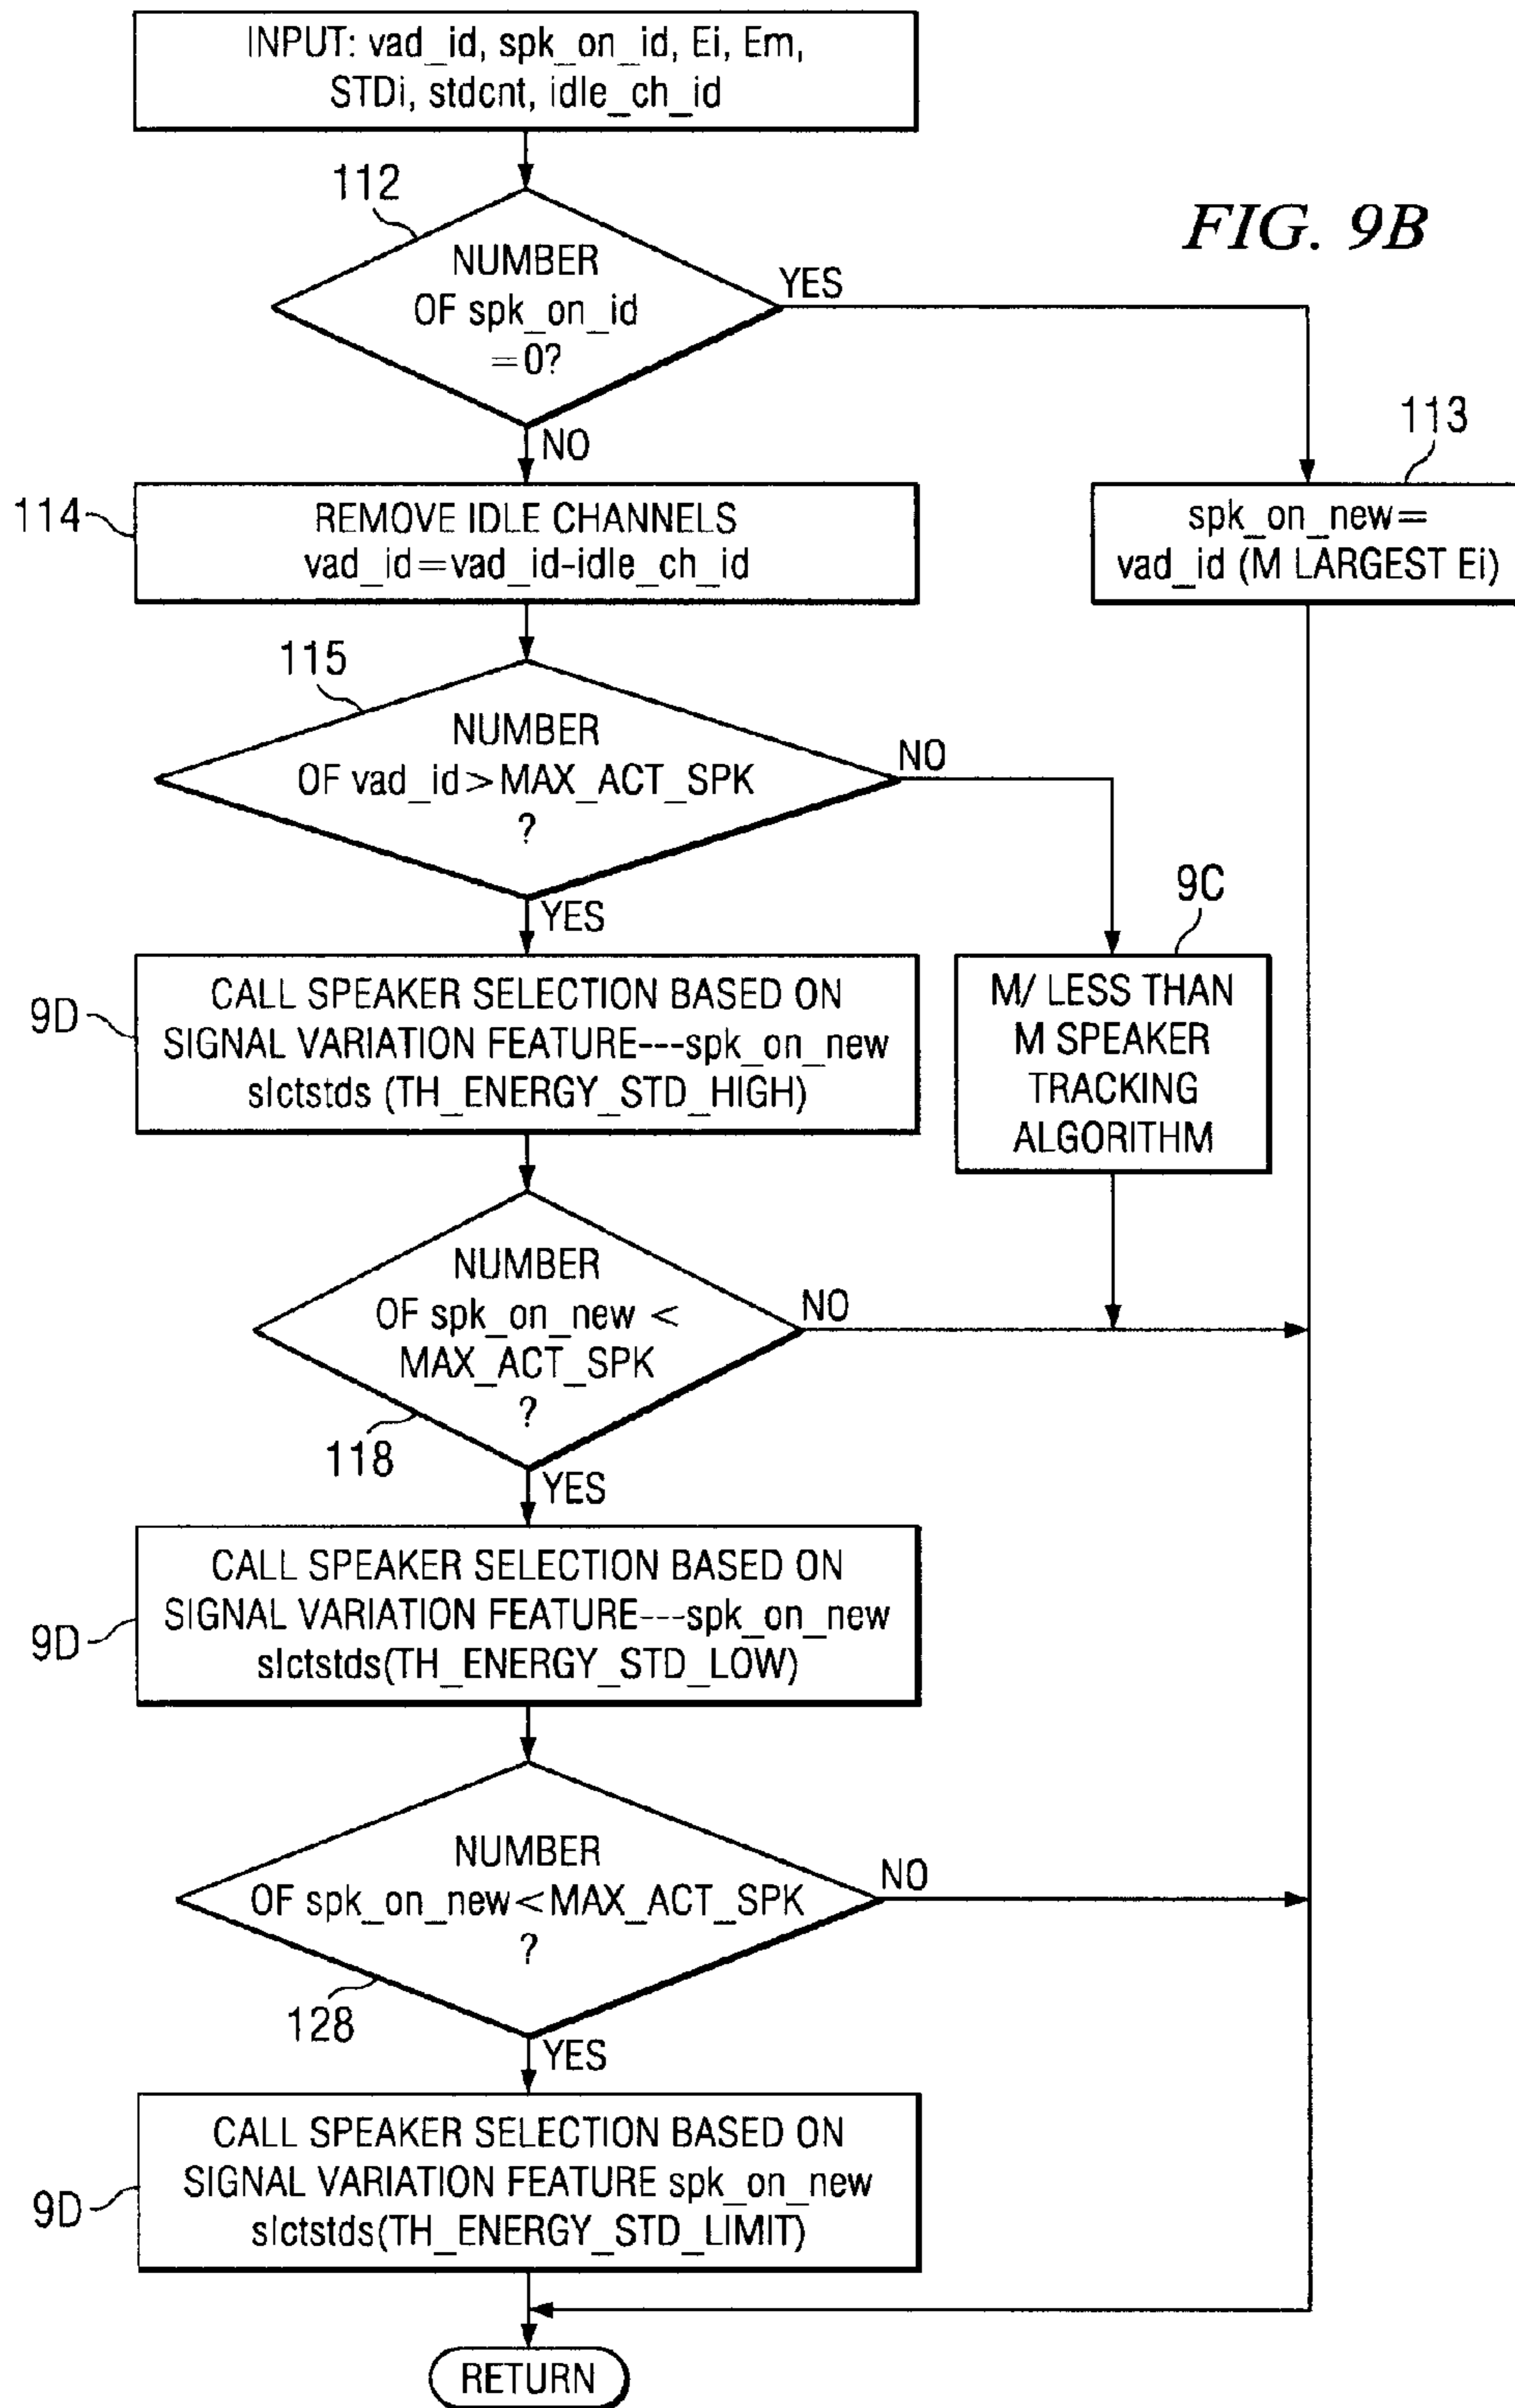 INPUT: vad_id, spk_on_id, Ei, Em,
STDi, stdcnt, idle_ch_id
112
FIG. 9B
NUMBER
OF spk_on_id
=0?
YES
NO
113
spk_on_new=
vad_id (M LARGEST Ei)
114
REMOVE IDLE CHANNELS
vad_id=vad_id-idle_ch_id
115
NUMBER
OF vad_id>MAX_ACT_SPK
?
NO
YES
9C
M/ LESS THAN
M SPEAKER
TRACKING
ALGORITHM
9D
CALL SPEAKER SELECTION BASED ON
SIGNAL VARIATION FEATURE---spk_on_new
slctstds (TH_ENERGY_STD_HIGH)
NUMBER
OF spk_on_new <
MAX_ACT_SPK
?
NO
118
YES
9D
CALL SPEAKER SELECTION BASED ON
SIGNAL VARIATION FEATURE---spk_on_new
slctstds(TH_ENERGY_STD_LOW)
NUMBER
OF spk_on_new<MAX_ACT_SPK
?
NO
128
YES
9D
CALL SPEAKER SELECTION BASED ON
SIGNAL VARIATION FEATURE spk_on_new
slctstds(TH_ENERGY_STD_LIMIT)
RETURN